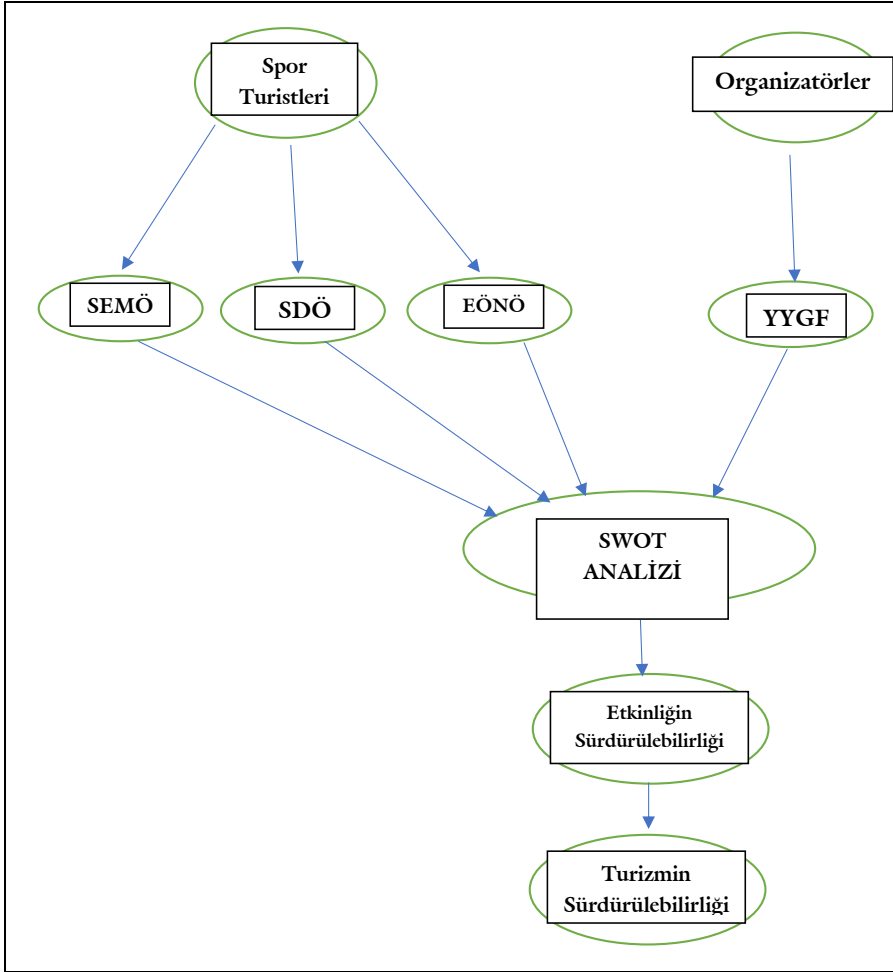 Spor
Turistleri
Organizatörler
SEMÖ
SDÖ
EÖNÖ
YYGF
SWOT
ANALİZİ
Etkinliğin
Sürdürülebilirliği
Turizmin
Sürdürülebilirliği